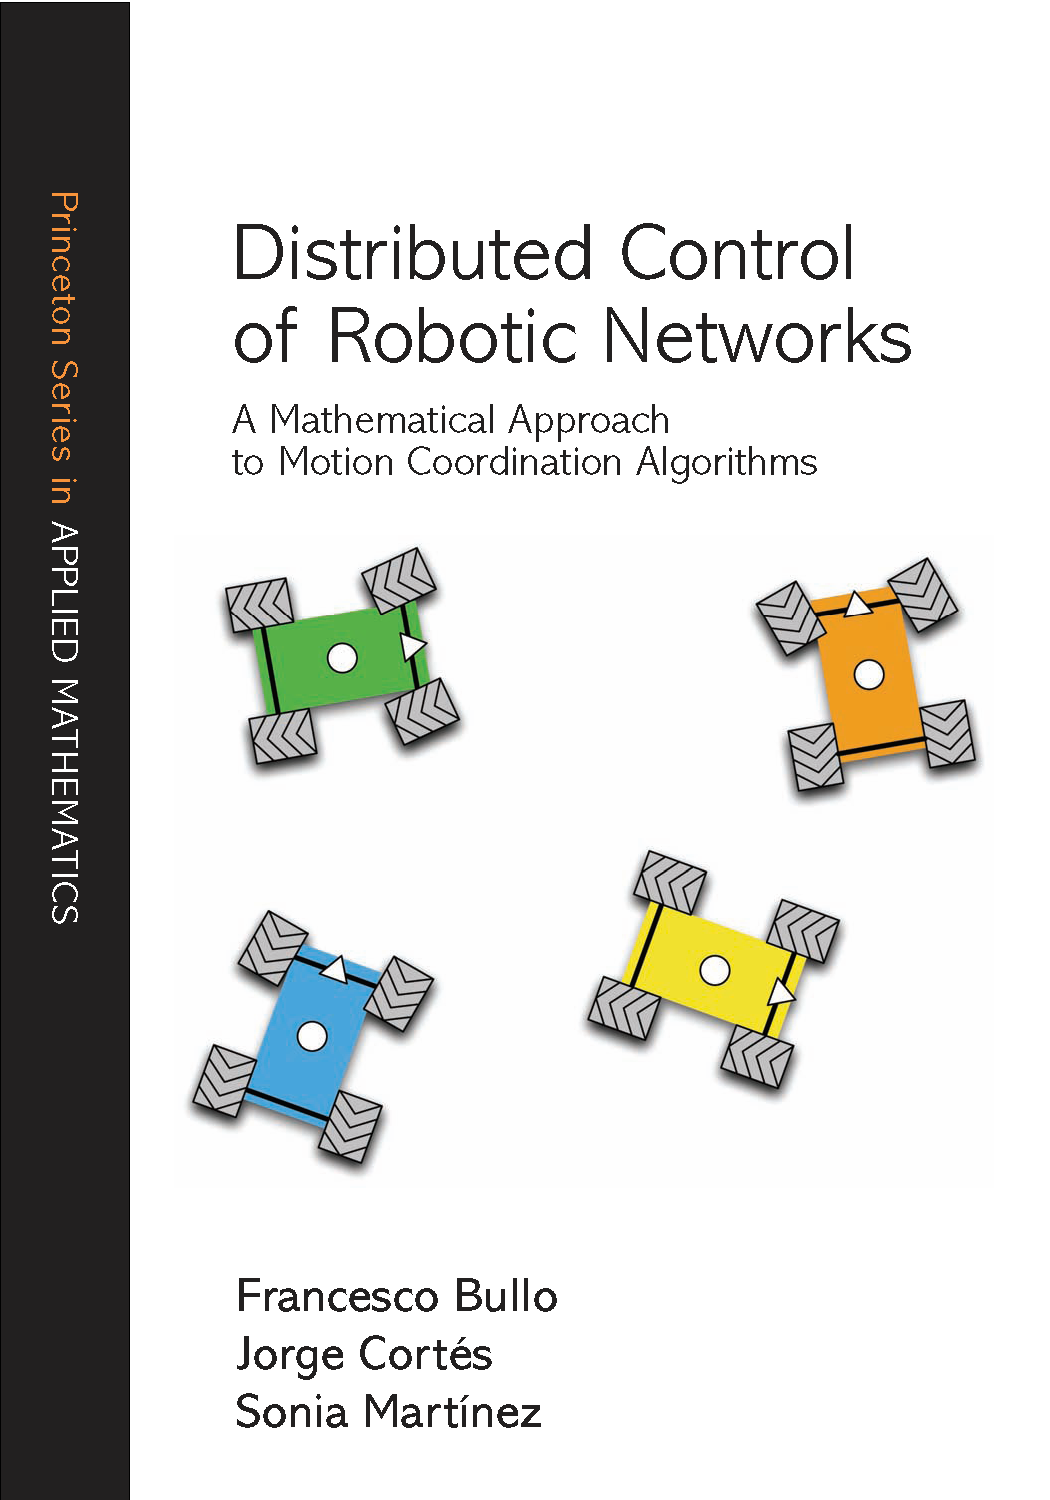 Princeton Series in APPLIED MATHEMATICS
Distributed Control
of Robotic Networks
A Mathematical Approach
to Motion Coordination Algorithms
Francesco Bullo
Jorge Cortés
Sonia Martínez